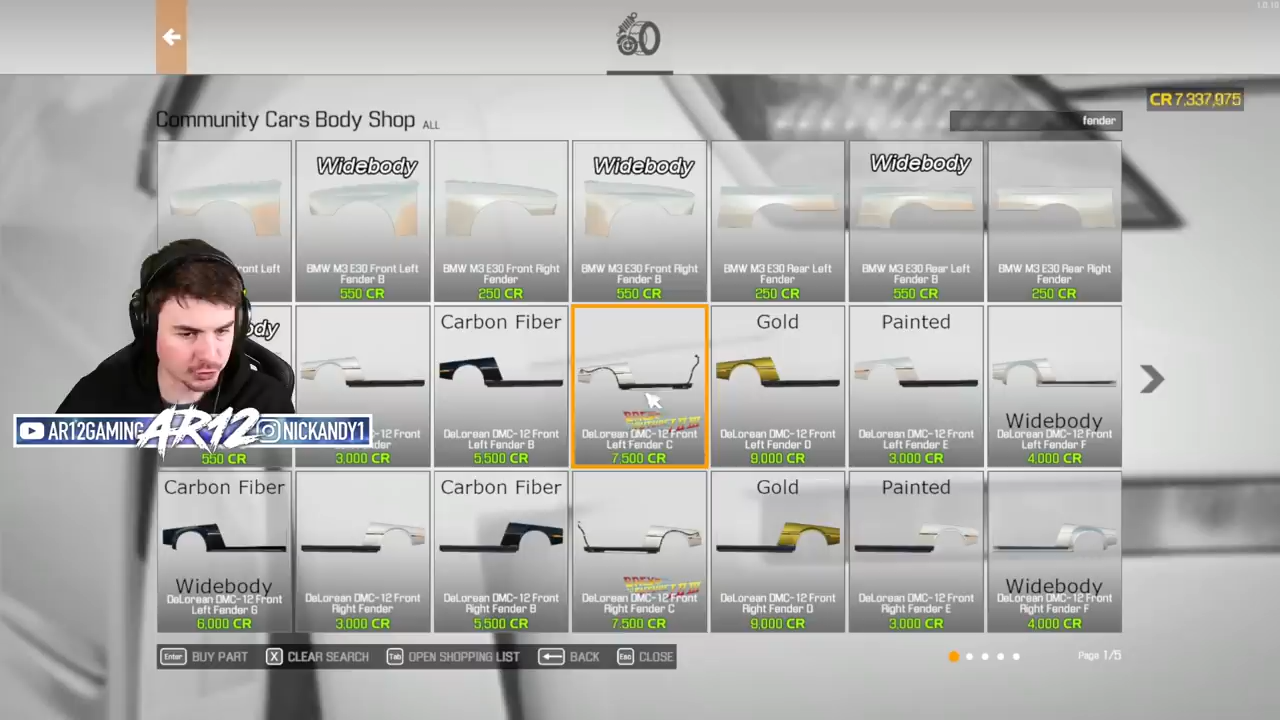 1.0.10
CR 7,337,975
Community Cars Body Shop ALL
fender
Widebody
Widebody
Widebody
ront Left
BMW M3 E30 Front Left
Fender B
550 CR
BMW M3 E30 Front Right
Fender
250 CR
BMW M3 E30 Front Right
Fender B
550 CR
BMW M3 E30 Rear Left
Fender
250 CR
BMW M3 E30 Rear Left
Fender B
550 CR
BMW M3 E30 Rear Right
Fender
250 CR
ody
550 CR
-12 Front
3,000 CR
Carbon Fiber
DeLorean DMC-12 Front
Left Fender B
5,500 CR
DeLorean DMC-12 Front
Left Fender C
7,500 CR
Gold
DeLorean DMC-12 Front
Left Fender D
9,000 CR
Painted
DeLorean DMC-12 Front
Left Fender E
3,000 CR
Widebody
DeLorean DMC-12 Front
Left Fender F
4,000 CR
AR12GAMING
AR12
NICKANDY1
Carbon Fiber
Widebody
DeLorean DMC-12 Front
Left Fender G
6,000 CR
DeLorean DMC-12 Front
Right Fender
3,000 CR
Carbon Fiber
DeLorean DMC-12 Front
Right Fender B
5,500 CR
DeLorean DMC-12 Front
Right Fender C
7,500 CR
Gold
DeLorean DMC-12 Front
Right Fender D
9,000 CR
Painted
DeLorean DMC-12 Front
Right Fender E
3,000 CR
Widebody
DeLorean DMC-12 Front
Right Fender F
4,000 CR
Enter BUY PART X CLEAR SEARCH Tab OPEN SHOPPING LIST BACK Esc CLOSE
Page 1/5